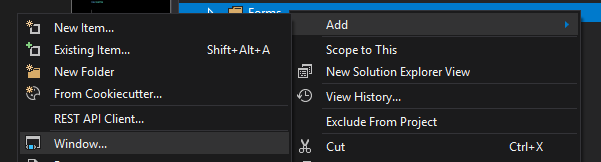 Forms
New Item...
Existing Item... Shift+Alt+A
New Folder
From Cookiecutter...
REST API Client...
Window...
Add
Scope to This
New Solution Explorer View
View History...
Exclude From Project
Cut Ctrl+X